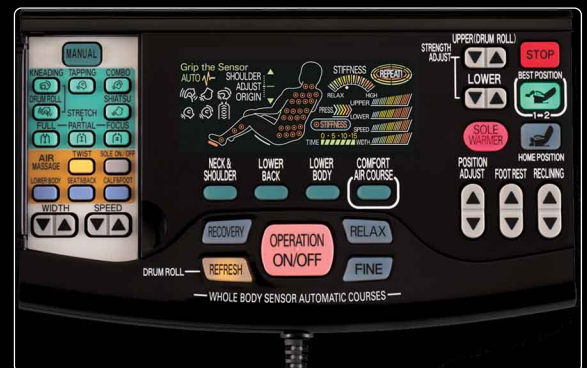 MANUAL
KNEADING TAPPING COMBO
DRUM ROLL STRETCH SHIATSU
FULL PARTIAL FOCUS
AIR MASSAGE
TWIST
SOLE ON/OFF
LOWER BODY SEAT&BACK CALF&FOOT
WIDTH SPEED
Grip the Sensor
AUTO
SHOULDER
ADJUST
ORIGIN
STIFFNESS
RELAX HIGH
REPEAT!
UPPER
PRESS
LOWER
STIFFNESS
SPEED
0 - 5 - 10 - 15
TIME
WIDTH
NECK & SHOULDER
LOWER BACK
LOWER BODY
COMFORT AIR COURSE
RECOVERY
OPERATION ON/OFF
RELAX
DRUM ROLL
REFRESH
FINE
WHOLE BODY SENSOR AUTOMATIC COURSES
UPPER(DRUM ROLL)
STRENGTH ADJUST
LOWER
STOP
BEST POSITION
1 2
SOLE WARMER
HOME POSITION
POSITION ADJUST
FOOT REST
RECLINING